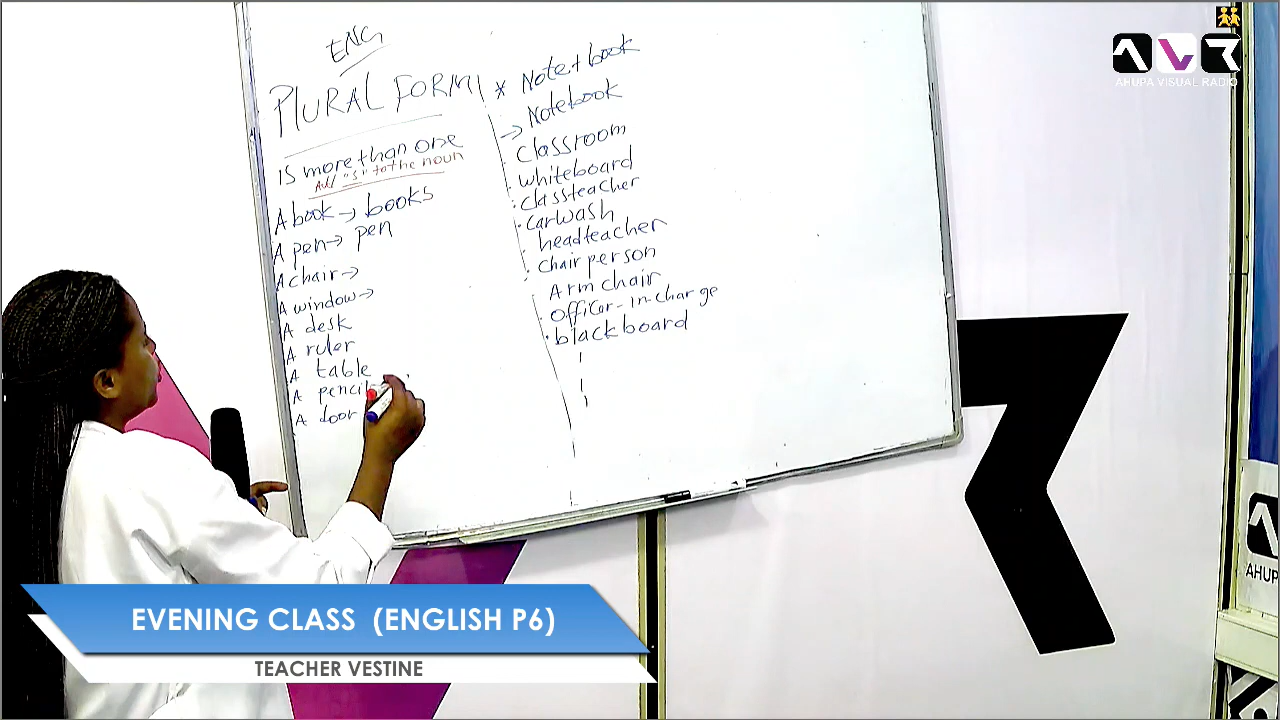 ENG
PLURAL FORM
IS more than one
Add "s" to the noun
A book → books
A pen → pen
A chair →
A window →
A desk
A ruler
A table
A pencil
A door
* Note + book
→ Notebook
Classroom
whiteboard
classteacher
carwash
headteacher
chairperson
Armchair
officer-in-charge
blackboard
AHUPA VISUAL RADIO
AHUPA
EVENING CLASS (ENGLISH P6)
TEACHER VESTINE